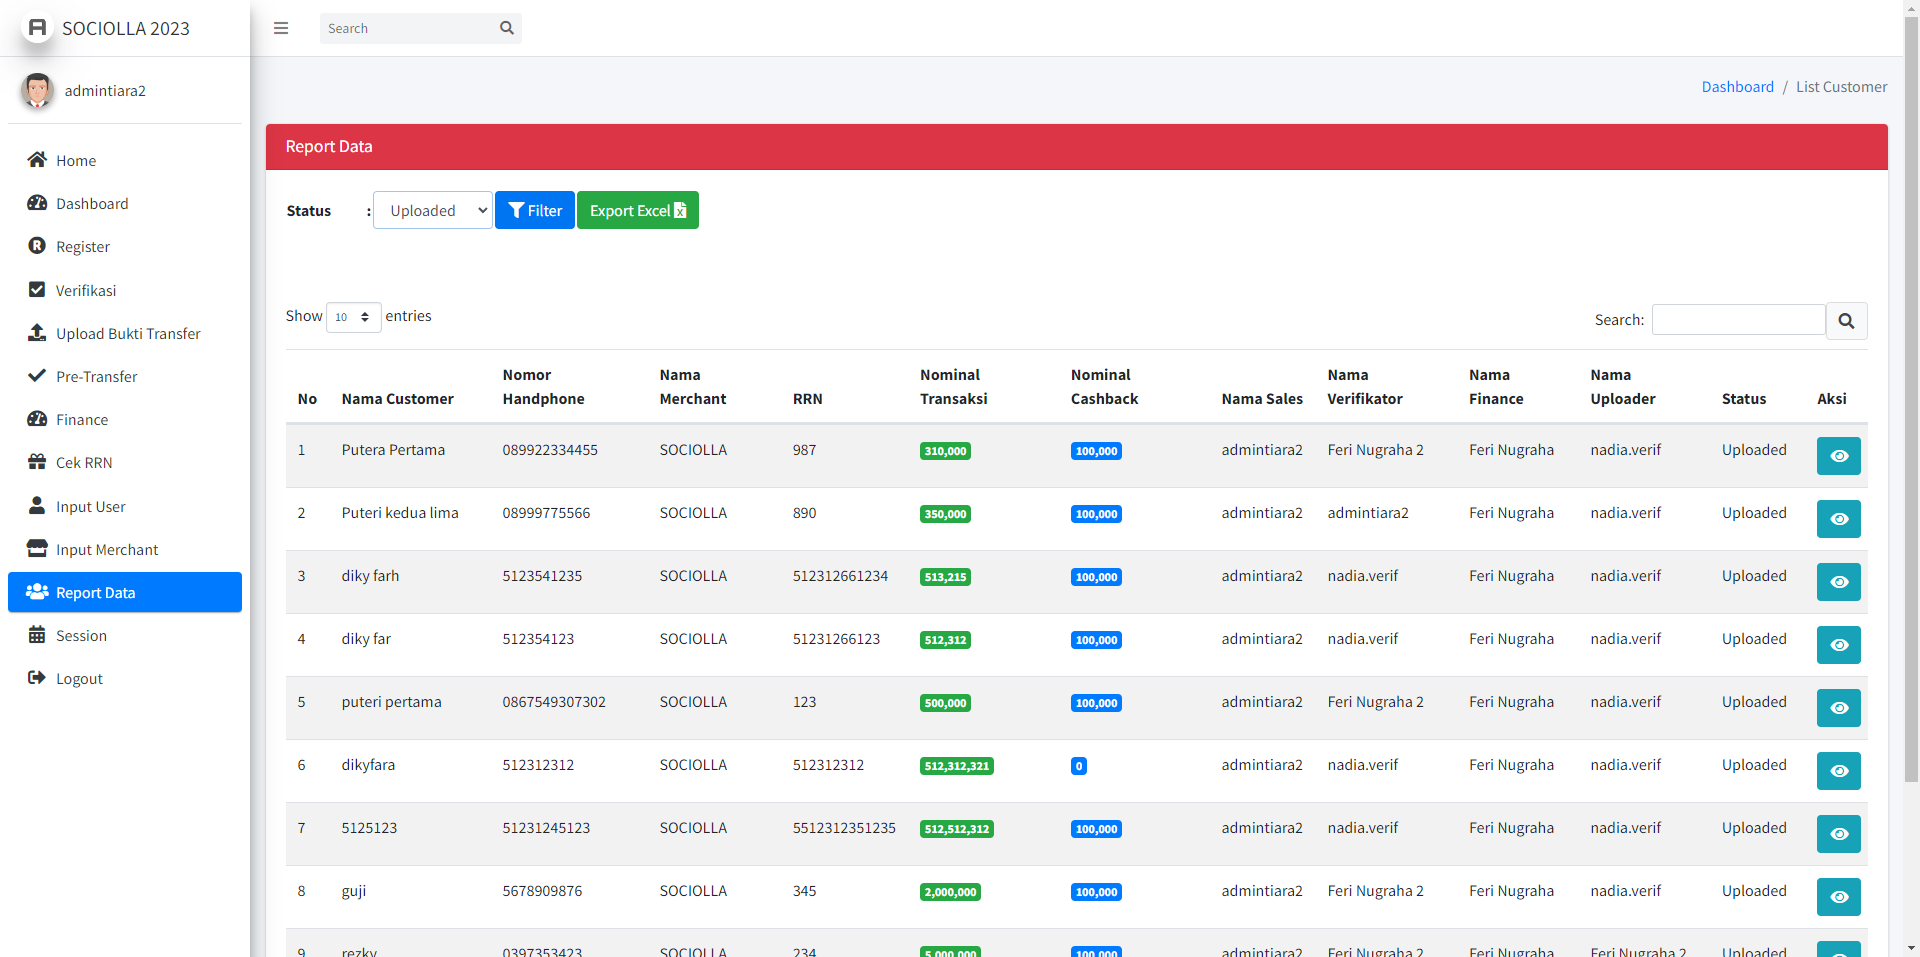 SOCIOLLA 2023
Search
admintiara2
Dashboard / List Customer
Home
Dashboard
Register
Verifikasi
Upload Bukti Transfer
Pre-Transfer
Finance
Cek RRN
Input User
Input Merchant
Report Data
Session
Logout
Report Data
Status : Uploaded Filter Export Excel
Show 10 entries
Search:
No Nama Customer Nomor Handphone Nama Merchant RRN Nominal Transaksi Nominal Cashback Nama Sales Nama Verifikator Nama Finance Nama Uploader Status Aksi
1 Putera Pertama 089922334455 SOCIOLLA 987 310,000 100,000 admintiara2 Feri Nugraha 2 Feri Nugraha nadia.verif Uploaded
2 Puteri kedua lima 08999775566 SOCIOLLA 890 350,000 100,000 admintiara2 admintiara2 Feri Nugraha nadia.verif Uploaded
3 diky farh 5123541235 SOCIOLLA 512312661234 513,215 100,000 admintiara2 nadia.verif Feri Nugraha nadia.verif Uploaded
4 diky far 512354123 SOCIOLLA 51231266123 512,312 100,000 admintiara2 nadia.verif Feri Nugraha nadia.verif Uploaded
5 puteri pertama 0867549307302 SOCIOLLA 123 500,000 100,000 admintiara2 Feri Nugraha 2 Feri Nugraha nadia.verif Uploaded
6 dikyfara 512312312 SOCIOLLA 512312312 512,312,321 0 admintiara2 nadia.verif Feri Nugraha nadia.verif Uploaded
7 5125123 51231245123 SOCIOLLA 5512312351235 512,512,312 100,000 admintiara2 nadia.verif Feri Nugraha nadia.verif Uploaded
8 guji 5678909876 SOCIOLLA 345 2,000,000 100,000 admintiara2 Feri Nugraha 2 Feri Nugraha nadia.verif Uploaded
9 rezky 0397353423 SOCIOLLA 234 5,000,000 100,000 admintiara2 Feri Nugraha 2 Feri Nugraha Feri Nugraha 2 Uploaded